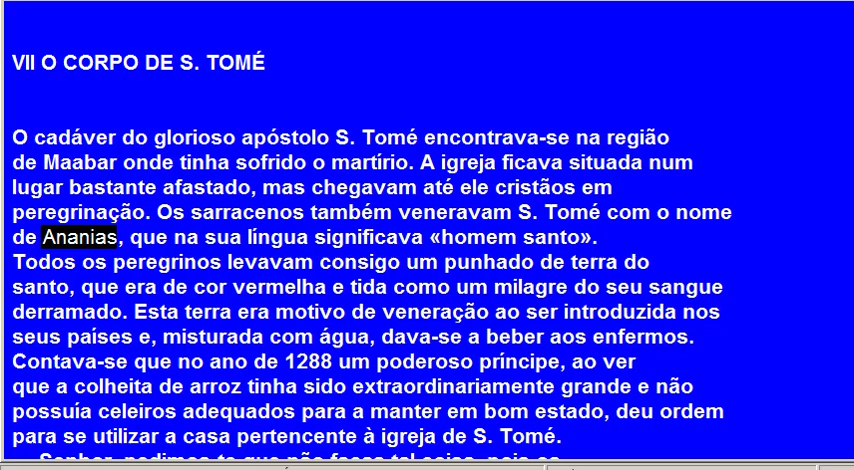 VII O CORPO DE S. TOMÉ
O cadáver do glorioso apóstolo S. Tomé encontrava-se na região
de Maabar onde tinha sofrido o martírio. A igreja ficava situada num
lugar bastante afastado, mas chegavam até ele cristãos em
peregrinação. Os sarracenos também veneravam S. Tomé com o nome
de Ananias, que na sua língua significava «homem santo».
Todos os peregrinos levavam consigo um punhado de terra do
santo, que era de cor vermelha e tida como um milagre do seu sangue
derramado. Esta terra era motivo de veneração ao ser introduzida nos
seus países e, misturada com água, dava-se a beber aos enfermos.
Contava-se que no ano de 1288 um poderoso príncipe, ao ver
que a colheita de arroz tinha sido extraordinariamente grande e não
possuía celeiros adequados para a manter em bom estado, deu ordem
para se utilizar a casa pertencente à igreja de S. Tomé.